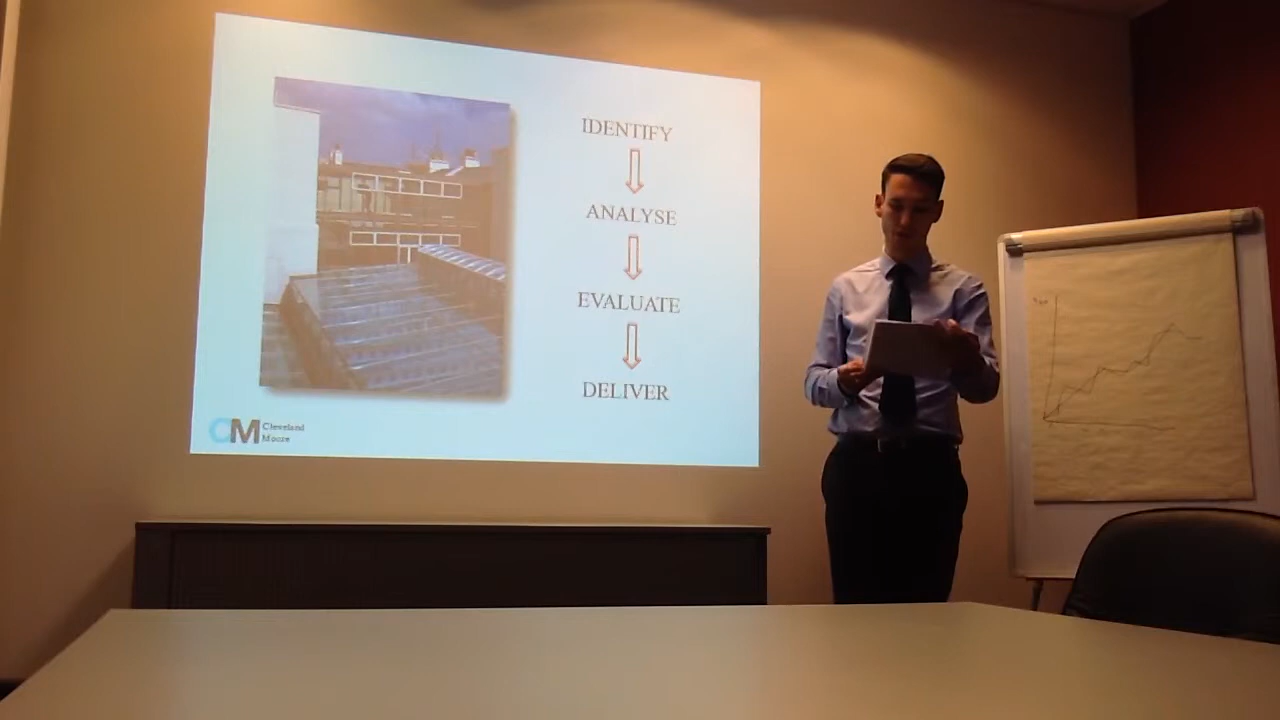 IDENTIFY
ANALYSE
EVALUATE
DELIVER
CM Cleveland
Moore